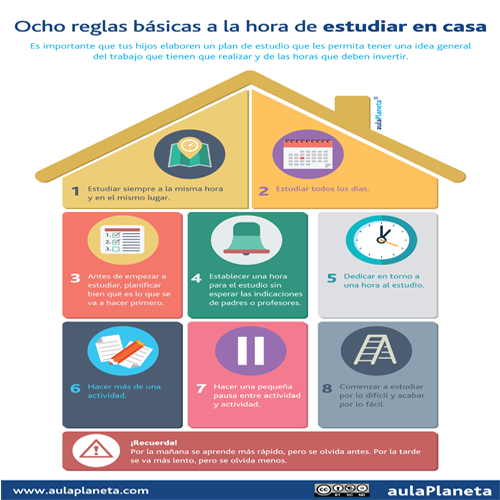 Ocho reglas básicas a la hora de estudiar en casa
Es importante que tus hijos elaboren un plan de estudio que les permita tener una idea general
del trabajo que tienen que realizar y de las horas que deben invertir.
aulaPlaneta
1 Estudiar siempre a la misma hora
y en el mismo lugar.
2 Estudiar todos los días.
3 Antes de empezar a
estudiar, planificar
bien qué es lo que se
va a hacer primero.
4 Establecer una hora
para el estudio sin
esperar las indicaciones
de padres o profesores.
5 Dedicar en torno a
una hora al estudio.
6 Hacer más de una
actividad.
7 Hacer una pequeña
pausa entre actividad
y actividad.
8 Comenzar a estudiar
por lo difícil y acabar
por lo fácil.
¡Recuerda!
Por la mañana se aprende más rápido, pero se olvida antes. Por la tarde
se va más lento, pero se olvida menos.
www.aulaPlaneta.com
BY NC ND
aulaPlaneta